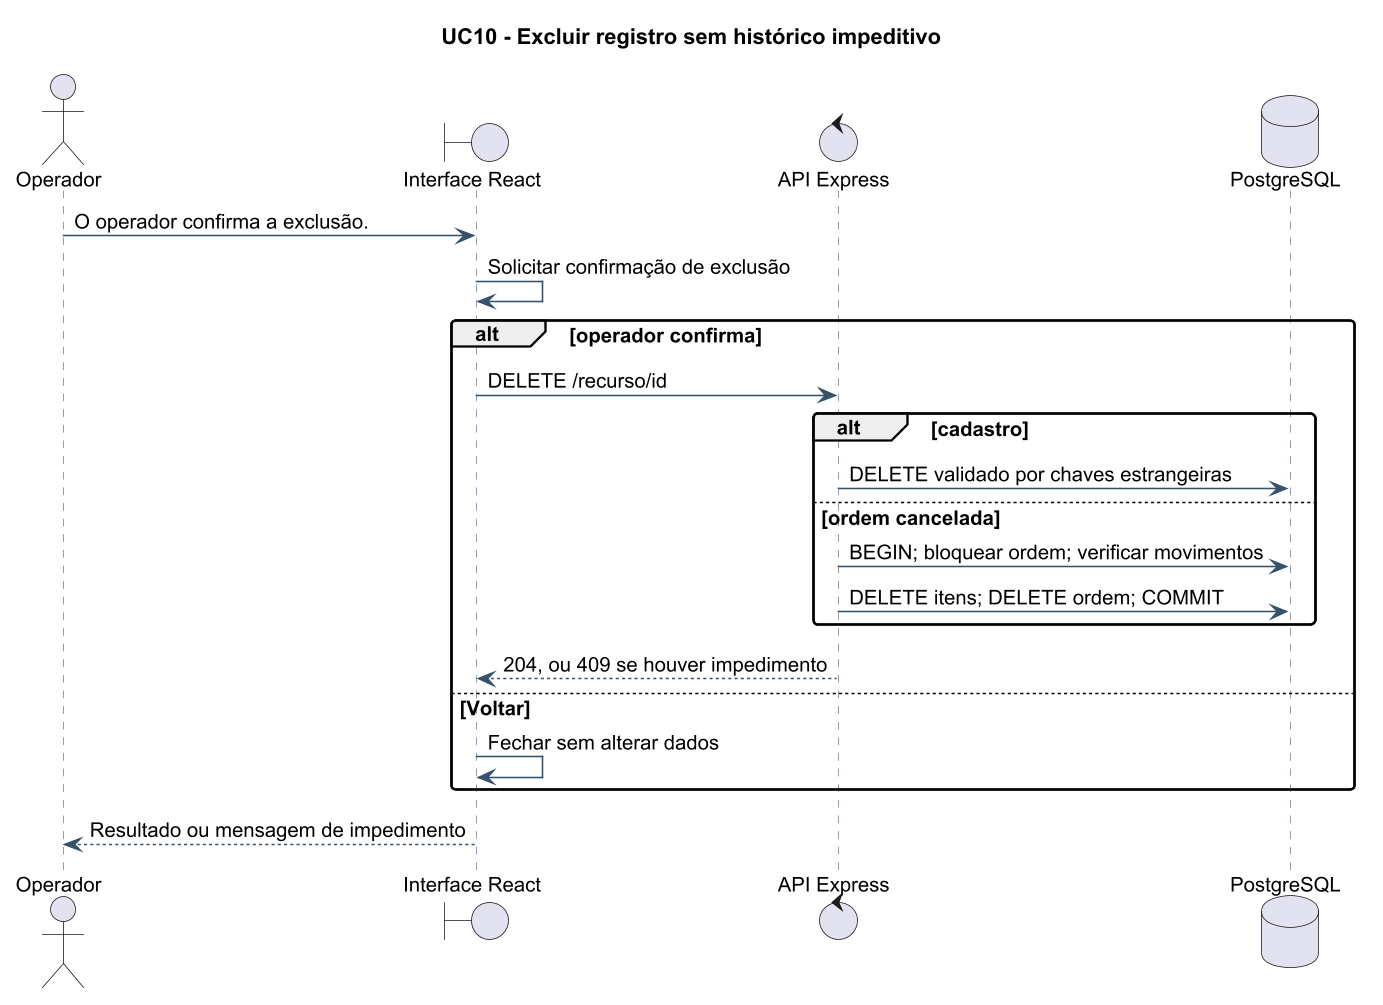 UC10 - Excluir registro sem histórico impeditivo
Operador
Interface React
API Express
PostgreSQL
O operador confirma a exclusão.
Solicitar confirmação de exclusão
alt [operador confirma]
DELETE /recurso/id
alt [cadastro]
DELETE validado por chaves estrangeiras
[ordem cancelada]
BEGIN; bloquear ordem; verificar movimentos
DELETE itens; DELETE ordem; COMMIT
204, ou 409 se houver impedimento
[Voltar]
Fechar sem alterar dados
Resultado ou mensagem de impedimento
Operador
Interface React
API Express
PostgreSQL